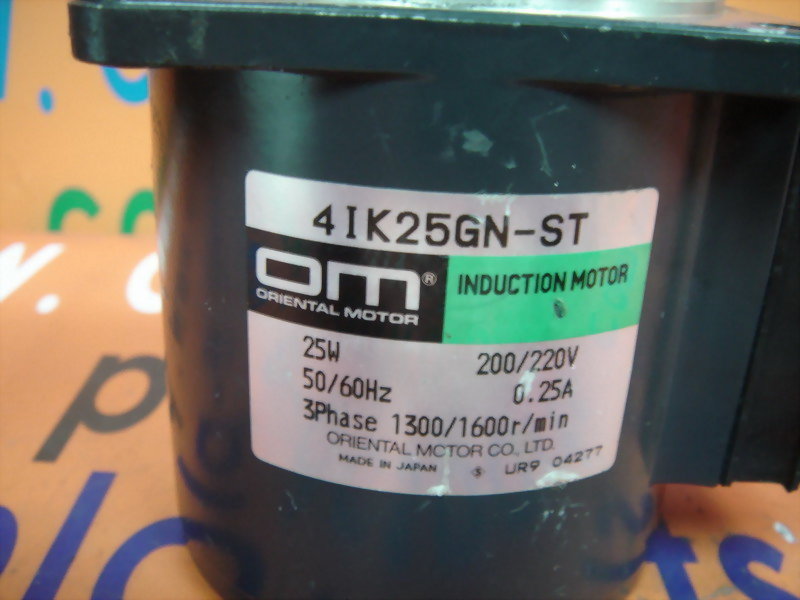 4IK25GN-ST
om® INDUCTION MOTOR
ORIENTAL MOTOR
25W 200/220V
50/60Hz 0.25A
3Phase 1300/1600r/min
ORIENTAL MOTOR CO., LTD.
MADE IN JAPAN Ⓢ UR9 04277